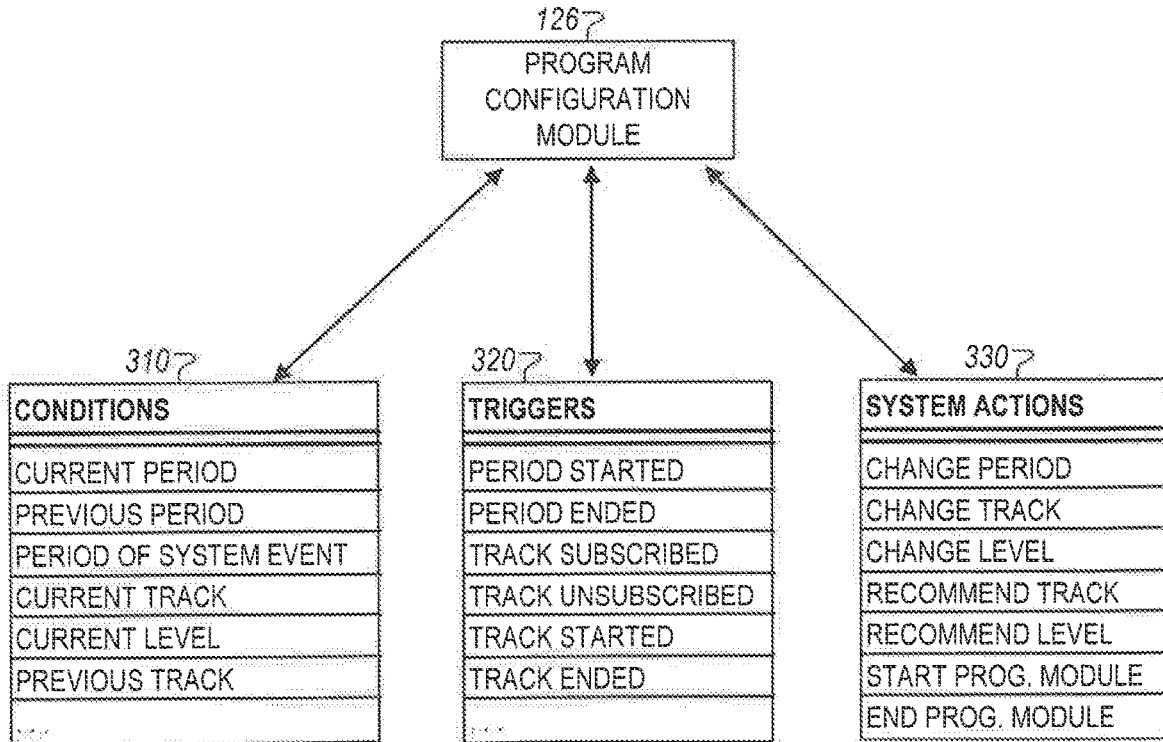 126
PROGRAM
CONFIGURATION
MODULE
310
CONDITIONS
CURRENT PERIOD
PREVIOUS PERIOD
PERIOD OF SYSTEM EVENT
CURRENT TRACK
CURRENT LEVEL
PREVIOUS TRACK
...
320
TRIGGERS
PERIOD STARTED
PERIOD ENDED
TRACK SUBSCRIBED
TRACK UNSUBSCRIBED
TRACK STARTED
TRACK ENDED
...
330
SYSTEM ACTIONS
CHANGE PERIOD
CHANGE TRACK
CHANGE LEVEL
RECOMMEND TRACK
RECOMMEND LEVEL
START PROG. MODULE
END PROG. MODULE